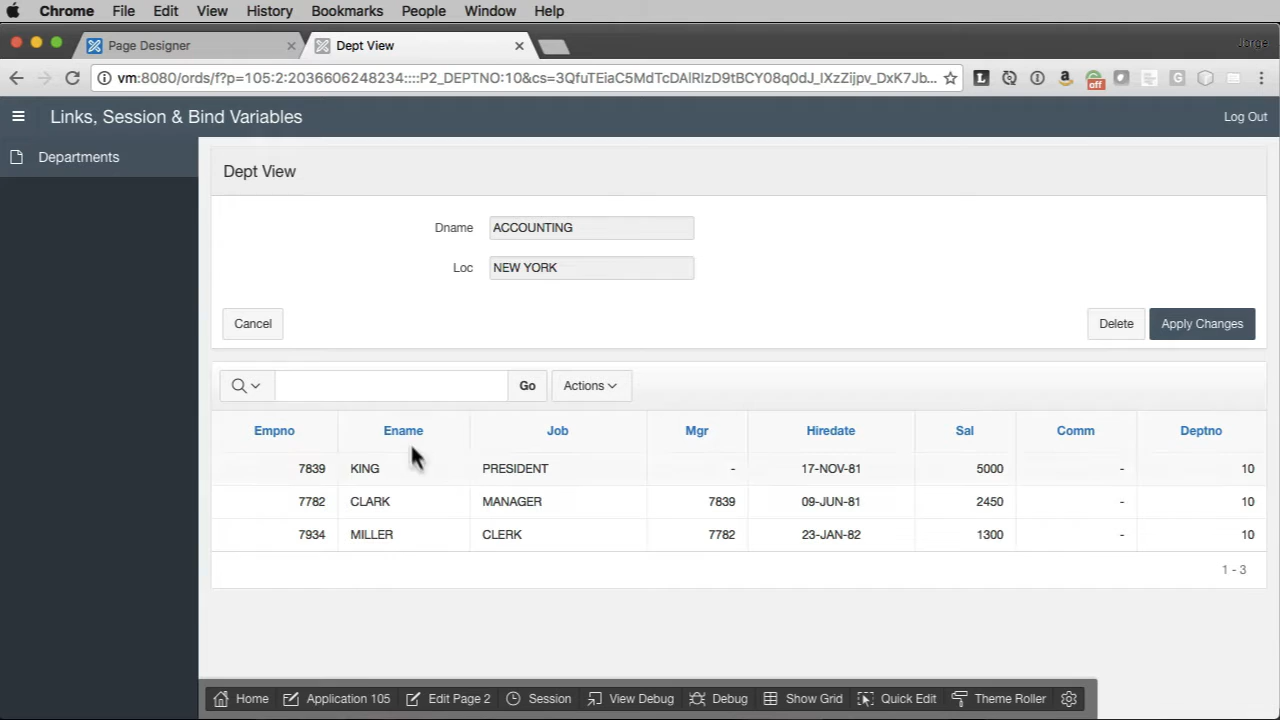 Chrome File Edit View History Bookmarks People Window Help
Page Designer Dept View Jorge
vm:8080/ords/f?p=105:2:2036606248234::::P2_DEPTNO:10&cs=3QfuTEiaC5MdTcDAlRIzD9tBCY08q0dJ_lXzZijpv_DxK7Jb...
Links, Session & Bind Variables Log Out
Departments
Dept View
Dname ACCOUNTING
Loc NEW YORK
Cancel Delete Apply Changes
Go Actions
Empno Ename Job Mgr Hiredate Sal Comm Deptno
7839 KING PRESIDENT - 17-NOV-81 5000 - 10
7782 CLARK MANAGER 7839 09-JUN-81 2450 - 10
7934 MILLER CLERK 7782 23-JAN-82 1300 - 10
1 - 3
Home Application 105 Edit Page 2 Session View Debug Debug Show Grid Quick Edit Theme Roller